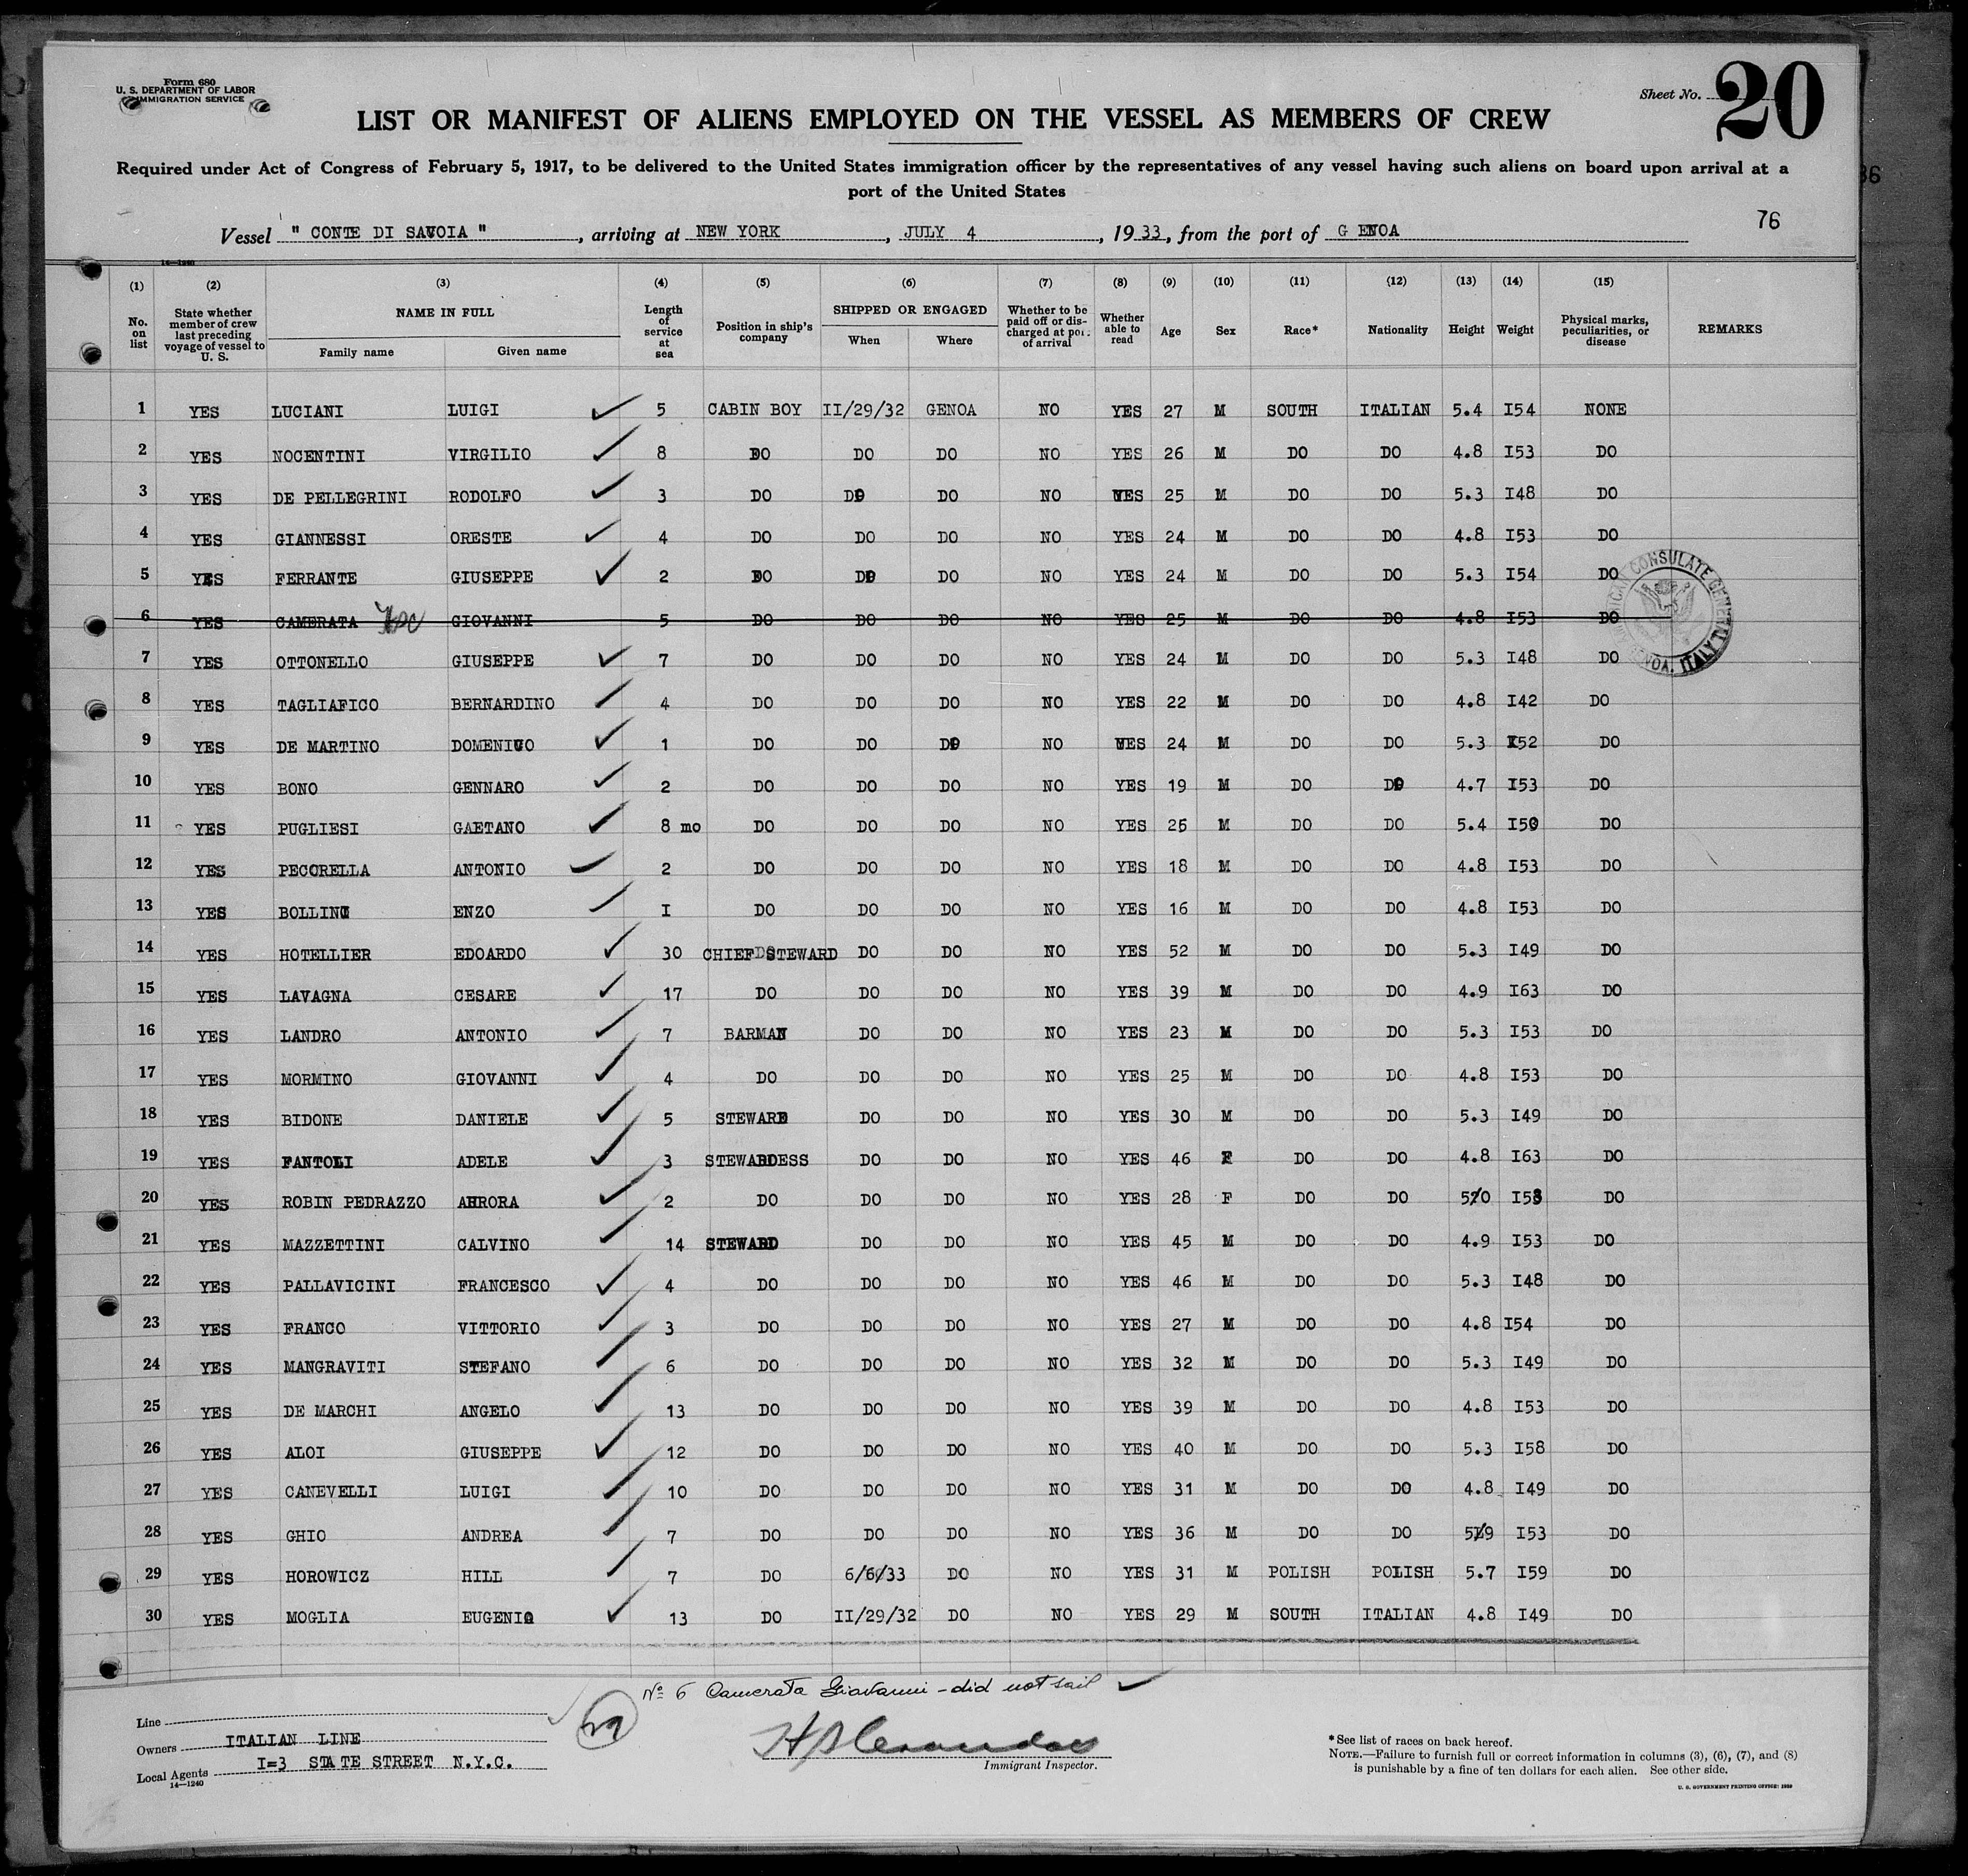 Form 680
U. S. DEPARTMENT OF LABOR
IMMIGRATION SERVICE
Sheet No. 20
LIST OR MANIFEST OF ALIENS EMPLOYED ON THE VESSEL AS MEMBERS OF CREW
Required under Act of Congress of February 5, 1917, to be delivered to the United States immigration officer by the representatives of any vessel having such aliens on board upon arrival at a
port of the United States
36
76
Vessel " CONTE DI SAVOIA ", arriving at NEW YORK, JULY 4, 1933, from the port of G ENOA
14—1240
(1) (2) (3) (4) (5) (6) (7) (8) (9) (10) (11) (12) (13) (14) (15)
No. on list | State whether member of crew last preceding voyage of vessel to U. S. | NAME IN FULL | Family name | Given name | Length of service at sea | Position in ship's company | SHIPPED OR ENGAGED | When | Where | Whether to be paid off or discharged at port of arrival | Whether able to read | Age | Sex | Race* | Nationality | Height | Weight | Physical marks, peculiarities, or disease | REMARKS
1 YES LUCIANI LUIGI 5 CABIN BOY II/29/32 GENOA NO YES 27 M SOUTH ITALIAN 5.4 I54 NONE
2 YES NOCENTINI VIRGILIO 8 DO DO DO NO YES 26 M DO DO 4.8 I53 DO
3 YES DE PELLEGRINI RODOLFO 3 DO DO DO NO YES 25 M DO DO 5.3 I48 DO
4 YES GIANNESSI ORESTE 4 DO DO DO NO YES 24 M DO DO 4.8 I53 DO
5 YES FERRANTE GIUSEPPE 2 DO DO DO NO YES 24 M DO DO 5.3 I54 DO
6 YES CAMERATA GIOVANNI 5 DO DO DO NO YES 25 M DO DO 4.8 I53 DO
7 YES OTTONELLO GIUSEPPE 7 DO DO DO NO YES 24 M DO DO 5.3 I48 DO
8 YES TAGLIAFICO BERNARDINO 4 DO DO DO NO YES 22 M DO DO 4.8 I42 DO
9 YES DE MARTINO DOMENICO 1 DO DO DO NO YES 24 M DO DO 5.3 I52 DO
10 YES BONO GENNARO 2 DO DO DO NO YES 19 M DO DO 4.7 I53 DO
11 YES PUGLIESI GAETANO 8 mo DO DO DO NO YES 25 M DO DO 5.4 I50 DO
12 YES PECORELLA ANTONIO 2 DO DO DO NO YES 18 M DO DO 4.8 I53 DO
13 YES BOLLINI ENZO I DO DO DO NO YES 16 M DO DO 4.8 I53 DO
14 YES HOTELLIER EDOARDO 30 CHIEF STEWARD DO DO NO YES 52 M DO DO 5.3 I49 DO
15 YES LAVAGNA CESARE 17 DO DO DO NO YES 39 M DO DO 4.9 I63 DO
16 YES LANDRO ANTONIO 7 BARMAN DO DO NO YES 23 M DO DO 5.3 I53 DO
17 YES MORMINO GIOVANNI 4 DO DO DO NO YES 25 M DO DO 4.8 I53 DO
18 YES BIDONE DANIELE 5 STEWARD DO DO NO YES 30 M DO DO 5.3 I49 DO
19 YES FANTOLI ADELE 3 STEWARDESS DO DO NO YES 46 F DO DO 4.8 I63 DO
20 YES ROBIN PEDRAZZO AURORA 2 DO DO DO NO YES 28 F DO DO 5/0 I53 DO
21 YES MAZZETTINI CALVINO 14 STEWARD DO DO NO YES 45 M DO DO 4.9 I53 DO
22 YES PALLAVICINI FRANCESCO 4 DO DO DO NO YES 46 M DO DO 5.3 I48 DO
23 YES FRANCO VITTORIO 3 DO DO DO NO YES 27 M DO DO 4.8 I54 DO
24 YES MANGRAVITI STEFANO 6 DO DO DO NO YES 32 M DO DO 5.3 I49 DO
25 YES DE MARCHI ANGELO 13 DO DO DO NO YES 39 M DO DO 4.8 I53 DO
26 YES ALOI GIUSEPPE 12 DO DO DO NO YES 40 M DO DO 5.3 I58 DO
27 YES CANEVELLI LUIGI 10 DO DO DO NO YES 31 M DO DO 4.8 I49 DO
28 YES GHIO ANDREA 7 DO DO DO NO YES 36 M DO DO 5/9 I53 DO
29 YES HOROWICZ HILL 7 DO 6/6/33 DO NO YES 31 M POLISH POLISH 5.7 I59 DO
30 YES MOGLIA EUGENIO 13 DO II/29/32 DO NO YES 29 M SOUTH ITALIAN 4.8 I49 DO
CONSULATE GENERAL
GENOA, ITALY
No 6 Camerata Giovanni - did not sail
29
Line
Owners ITALIAN LINE
Local Agents I=3 STATE STREET N.Y.C.
14—1240
Immigrant Inspector.
* See list of races on back hereof.
NOTE.—Failure to furnish full or correct information in columns (3), (6), (7), and (8)
is punishable by a fine of ten dollars for each alien. See other side.
U. S. GOVERNMENT PRINTING OFFICE: 1929